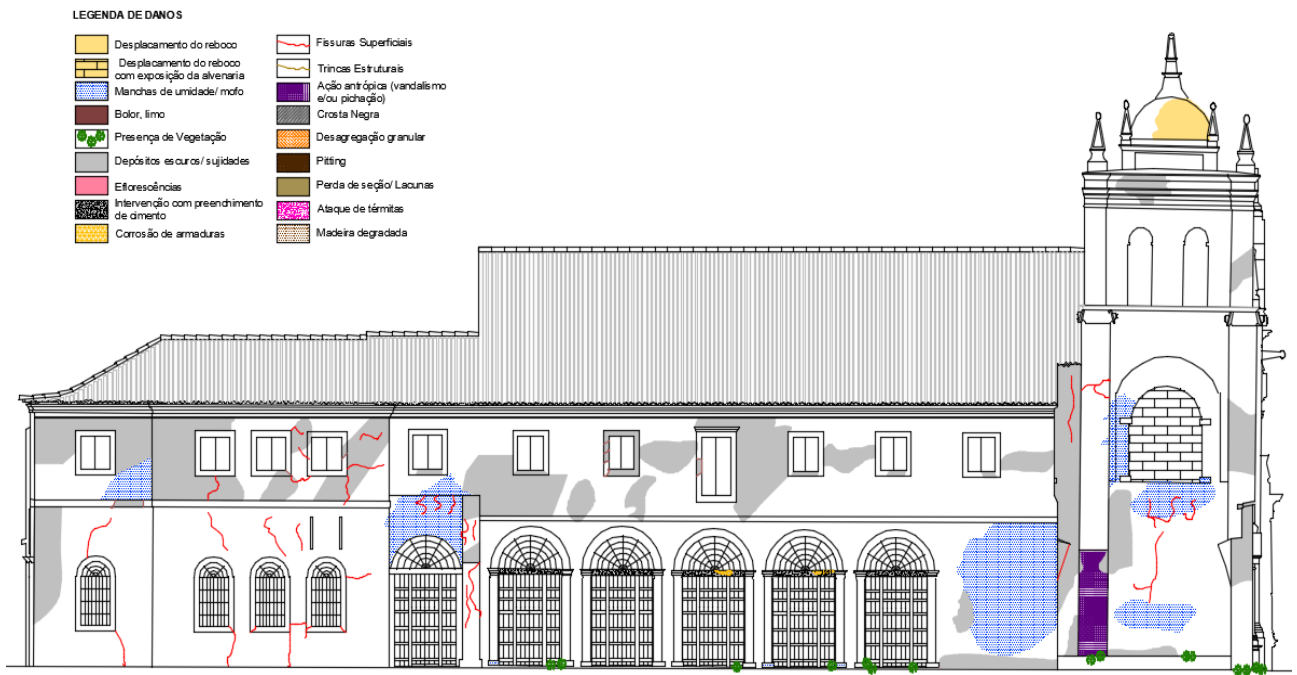 LEGENDA DE DANOS
Desplacamento do reboco
Desplacamento do reboco
com exposição da alvenaria
Manchas de umidade/ mofo
Bolor, limo
Presença de Vegetação
Depósitos escuros/ sujidades
Eflorescências
Intervenção com preenchimento
de cimento
Corrosão de armaduras
Fissuras Superficiais
Trincas Estruturais
Ação antrópica (vandalismo
e/ou pichação)
Crosta Negra
Desagregação granular
Pitting
Perda de seção/ Lacunas
Ataque de térmitas
Madeira degradada